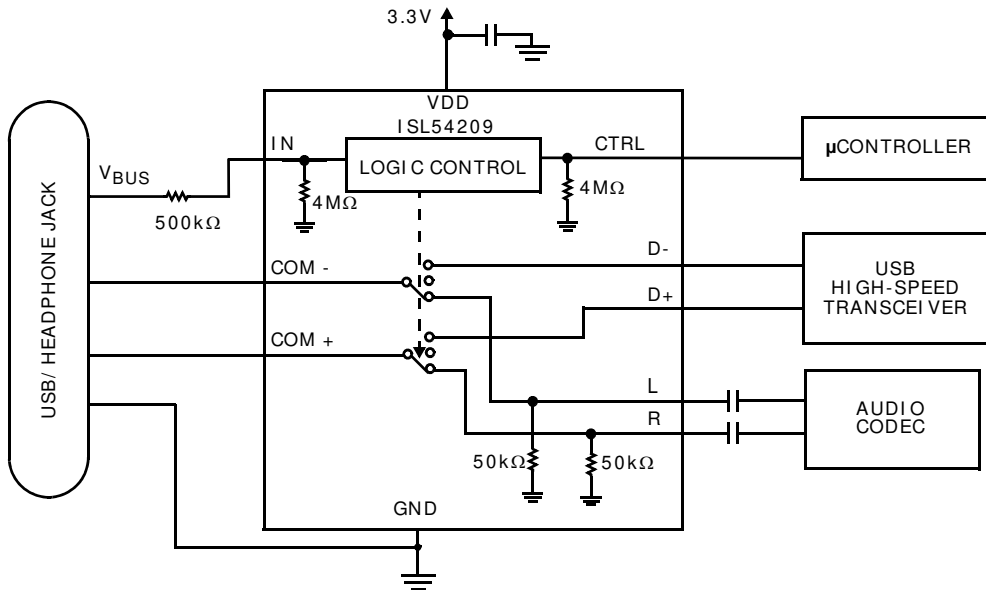 3.3V
VDD
ISL54209
IN
LOGIC CONTROL
CTRL
µCONTROLLER
VBUS
500kΩ
4MΩ
4MΩ
USB/ HEADPHONE JACK
COM -
D-
USB
HIGH-SPEED
TRANSCEIVER
D+
COM +
L
R
AUDIO
CODEC
50kΩ
50kΩ
GND